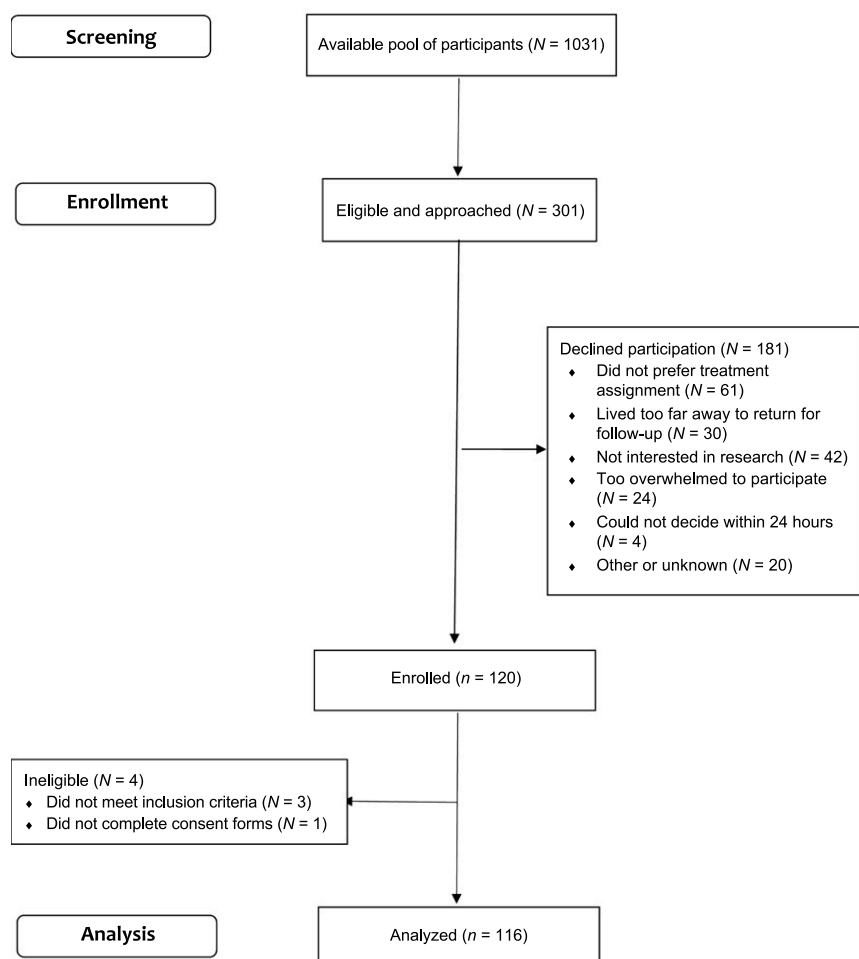 Screening
Available pool of participants (N = 1031)
Enrollment
Eligible and approached (N = 301)
Declined participation (N = 181)
♦ Did not prefer treatment
assignment (N = 61)
♦ Lived too far away to return for
follow-up (N = 30)
♦ Not interested in research (N = 42)
♦ Too overwhelmed to participate
(N = 24)
♦ Could not decide within 24 hours
(N = 4)
♦ Other or unknown (N = 20)
Enrolled (n = 120)
Ineligible (N = 4)
♦ Did not meet inclusion criteria (N = 3)
♦ Did not complete consent forms (N = 1)
Analysis
Analyzed (n = 116)